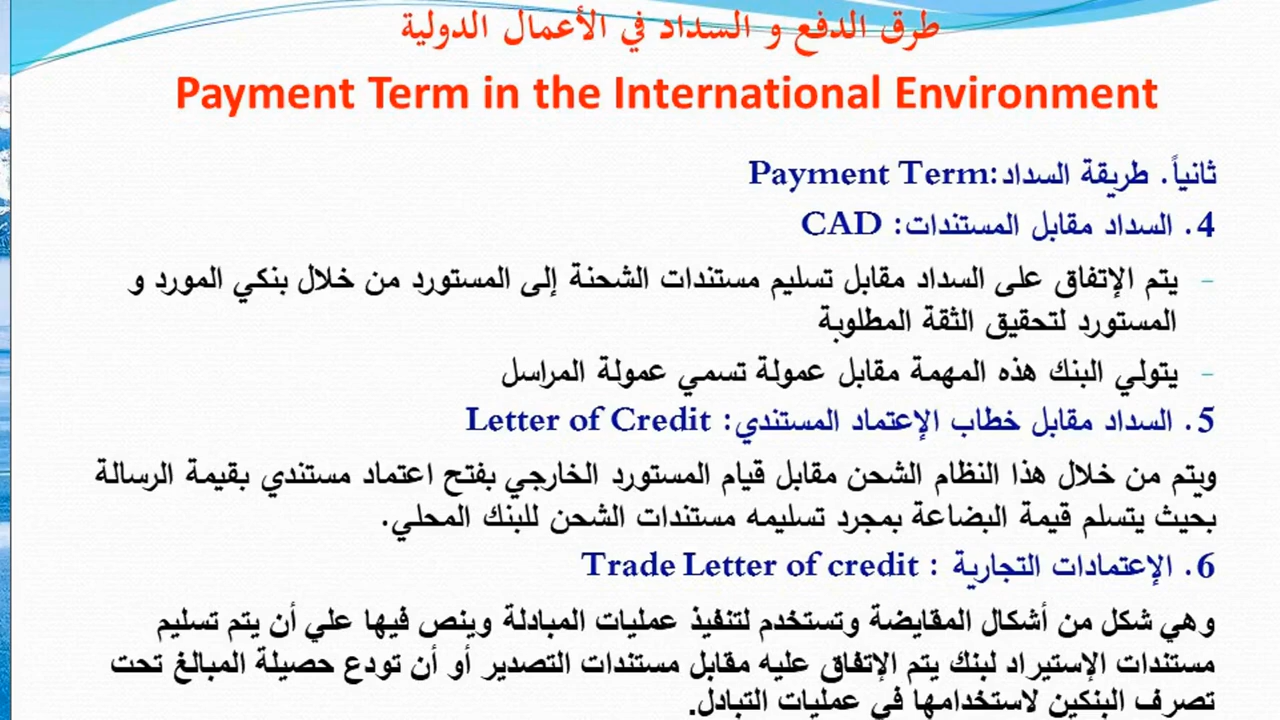 طرق الدفع و السداد في الأعمال الدولية
Payment Term in the International Environment
ثانياً. طريقة السداد:Payment Term
4. السداد مقابل المستندات: CAD
- يتم الإتفاق على السداد مقابل تسليم مستندات الشحنة إلى المستورد من خلال بنكي المورد و
المستورد لتحقيق الثقة المطلوبة
- يتولي البنك هذه المهمة مقابل عمولة تسمي عمولة المراسل
5. السداد مقابل خطاب الإعتماد المستندي: Letter of Credit
ويتم من خلال هذا النظام الشحن مقابل قيام المستورد الخارجي بفتح اعتماد مستندي بقيمة الرسالة
بحيث يتسلم قيمة البضاعة بمجرد تسليمه مستندات الشحن للبنك المحلي.
6. الإعتمادات التجارية : Trade Letter of credit
وهي شكل من أشكال المقايضة وتستخدم لتنفيذ عمليات المبادلة وينص فيها علي أن يتم تسليم
مستندات الإستيراد لبنك يتم الإتفاق عليه مقابل مستندات التصدير أو أن تودع حصيلة المبالغ تحت
تصرف البنكين لاستخدامها في عمليات التبادل.